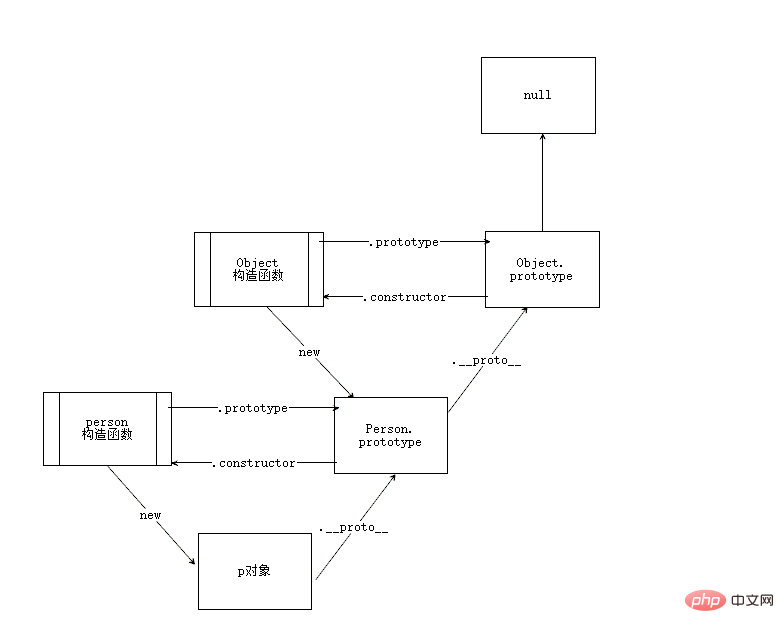 null
Object
构造函数
.prototype
Object.
prototype
.constructor
new
.__proto__
person
构造函数
.prototype
Person.
prototype
.constructor
new
.__proto__
p对象
php 中文网